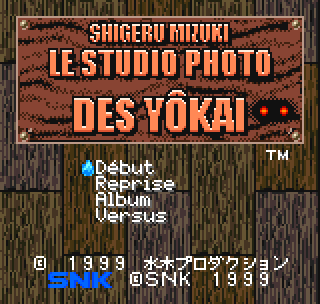 SHIGERU MIZUKI
LE STUDIO PHOTO
DES YÔKAI
TM
Début
Reprise
Album
Versus
© 1999 水木プロダクション
SNK ©SNK 1999